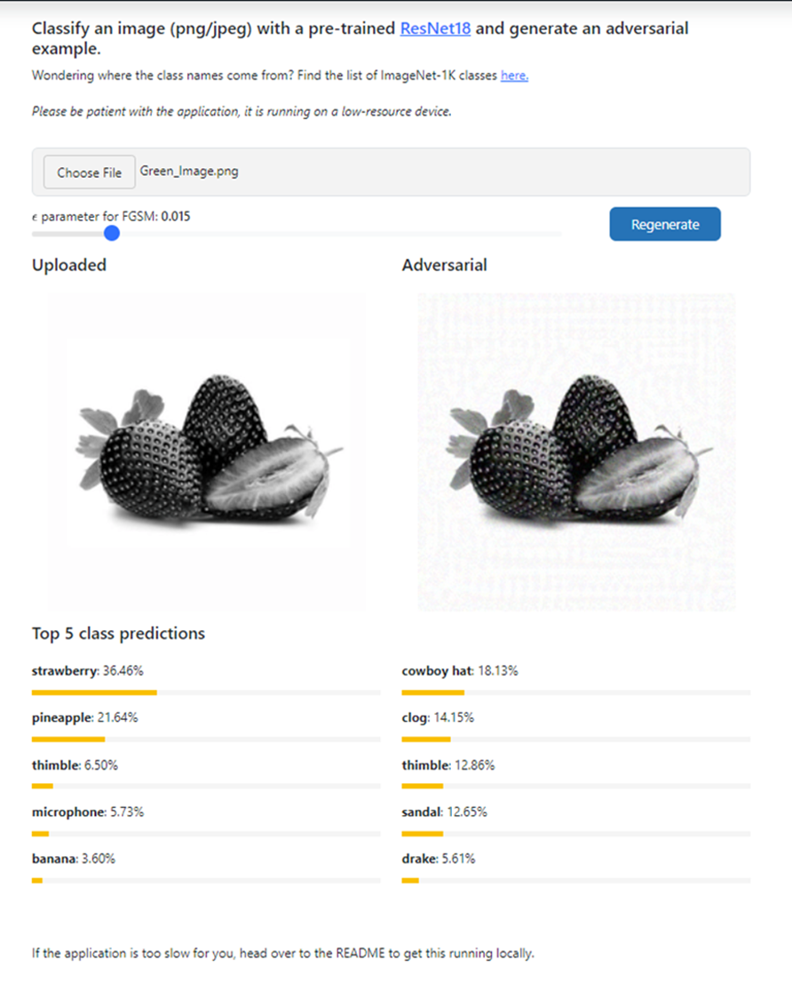 Classify an image (png/jpeg) with a pre-trained ResNet18 and generate an adversarial
example.
Wondering where the class names come from? Find the list of ImageNet-1K classes here.
Please be patient with the application, it is running on a low-resource device.
Choose File Green_Image.png
ϵ parameter for FGSM: 0.015
Regenerate
Uploaded
Adversarial
Top 5 class predictions
strawberry: 36.46%
cowboy hat: 18.13%
pineapple: 21.64%
clog: 14.15%
thimble: 6.50%
thimble: 12.86%
microphone: 5.73%
sandal: 12.65%
banana: 3.60%
drake: 5.61%
If the application is too slow for you, head over to the README to get this running locally.